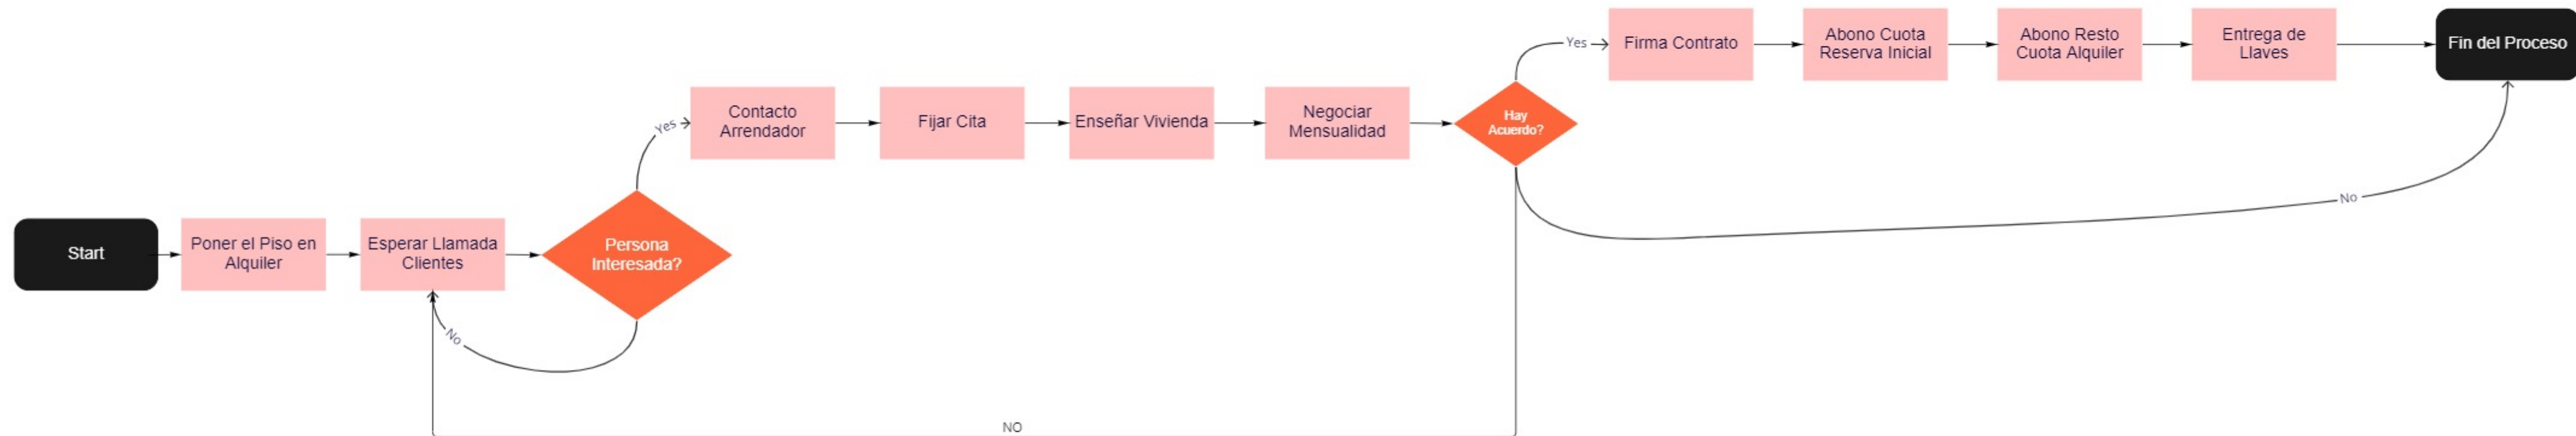 Start
Poner el Piso en
Alquiler
Esperar Llamada
Clientes
Persona
Interesada?
No
Yes
Contacto
Arrendador
Fijar Cita
Enseñar Vivienda
Negociar
Mensualidad
Hay
Acuerdo?
NO
No
Yes
Firma Contrato
Abono Cuota
Reserva Inicial
Abono Resto
Cuota Alquiler
Entrega de
Llaves
Fin del Proceso